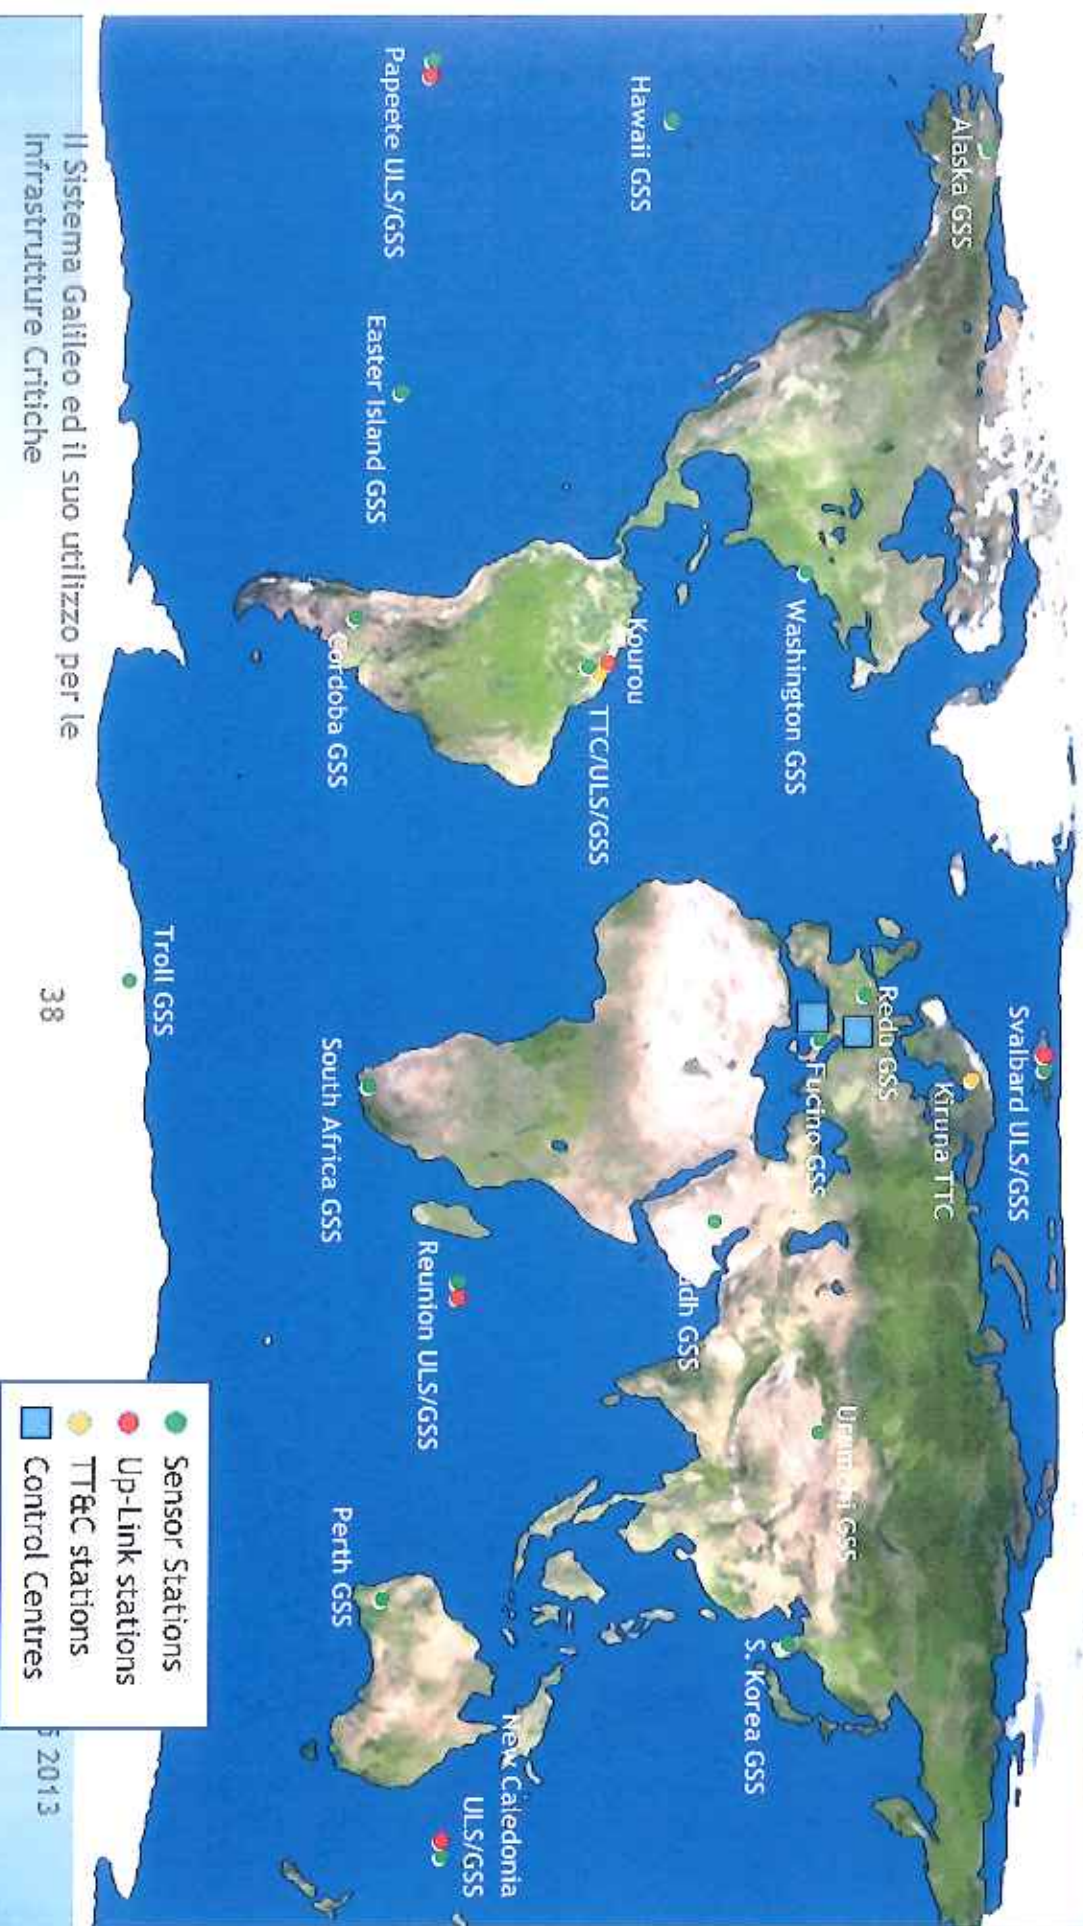 Svalbard ULS/GSS
Alaska GSS
Kiruna TTC
Redu GSS
Fucino GSS
GSS
Washington GSS
S. Korea GSS
Hawaii GSS
GSS
Kourou
TTC/ULS/GSS
New Caledonia
ULS/GSS
Papeete ULS/GSS
Reunion ULS/GSS
Easter Island GSS
Cordoba GSS
South Africa GSS
Perth GSS
Troll GSS
Sensor Stations
Up-Link stations
TT&C stations
Control Centres
Il Sistema Galileo ed il suo utilizzo per le
Infrastrutture Critiche
38
2013